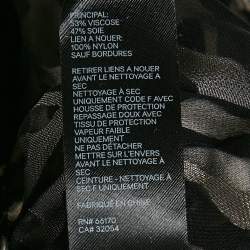 PRINCIPAL:
53% VISCOSE
47% SOIE
LIEN A NOUER:
100% NYLON
SAUF BORDURES
RETIRER LIENS A NOUER
AVANT LE NETTOYAGE A
SEC
NETTOYAGE A SEC
UNIQUEMENT CODE F AVEC
HOUSSE DE PROTECTION
REPASSAGE DOUX AVEC
TISSU DE PROTECTION
VAPEUR FAIBLE
UNIQUEMENT
NE PAS DETACHER
METTRE SUR L'ENVERS
AVANT LE NETTOYAGE A
SEC
CEINTURE - NETTOYAGE A
SEC F UNIQUEMENT
FABRIQUÉ EN CHINE
RN# 66170
CA# 32054